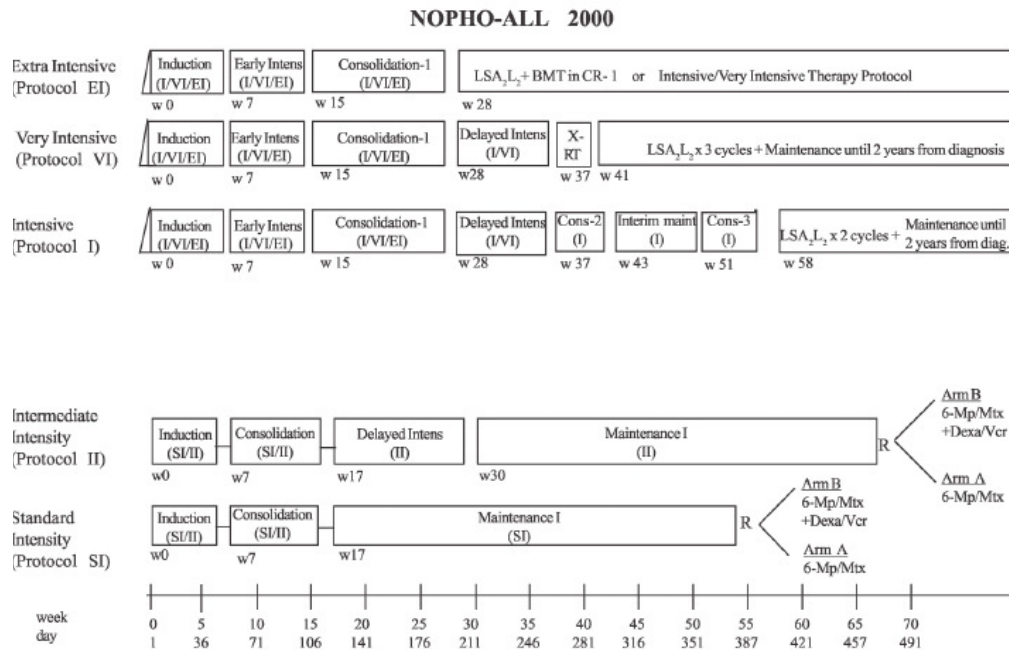 NOPHO-ALL 2000
Extra Intensive
(Protocol EI)
Induction
(I/VI/EI)
w 0
Early Intens
(I/VI/EI)
w 7
Consolidation-1
(I/VI/EI)
w 15
LSA₂L₂ + BMT in CR- 1 or Intensive/Very Intensive Therapy Protocol
w 28
Very Intensive
(Protocol VI)
Induction
(I/VI/EI)
w 0
Early Intens
(I/VI/EI)
w 7
Consolidation-1
(I/VI/EI)
w 15
Delayed Intens
(I/VI)
w28
X-
RT
w 37
LSA₂L₂ x 3 cycles + Maintenance until 2 years from diagnosis
w 41
Intensive
(Protocol I)
Induction
(I/VI/EI)
w 0
Early Intens
(I/VI/EI)
w 7
Consolidation-1
(I/VI/EI)
w 15
Delayed Intens
(I/VI)
w 28
Cons-2
(I)
w 37
Interim maint
(I)
w 43
Cons-3
(I)
w 51
LSA₂L₂ x 2 cycles + Maintenance until
2 years from diag.
w 58
Intermediate
Intensity
(Protocol II)
Induction
(SI/II)
w0
Consolidation
(SI/II)
w7
Delayed Intens
(II)
w17
Maintenance I
(II)
w30
R
Arm B
6-Mp/Mtx
+Dexa/Vcr
Arm A
6-Mp/Mtx
Standard
Intensity
(Protocol SI)
Induction
(SI/II)
w0
Consolidation
(SI/II)
w7
Maintenance I
(SI)
w17
R
Arm B
6-Mp/Mtx
+Dexa/Vcr
Arm A
6-Mp/Mtx
week 0 5 10 15 20 25 30 35 40 45 50 55 60 65 70
day 1 36 71 106 141 176 211 246 281 316 351 387 421 457 491